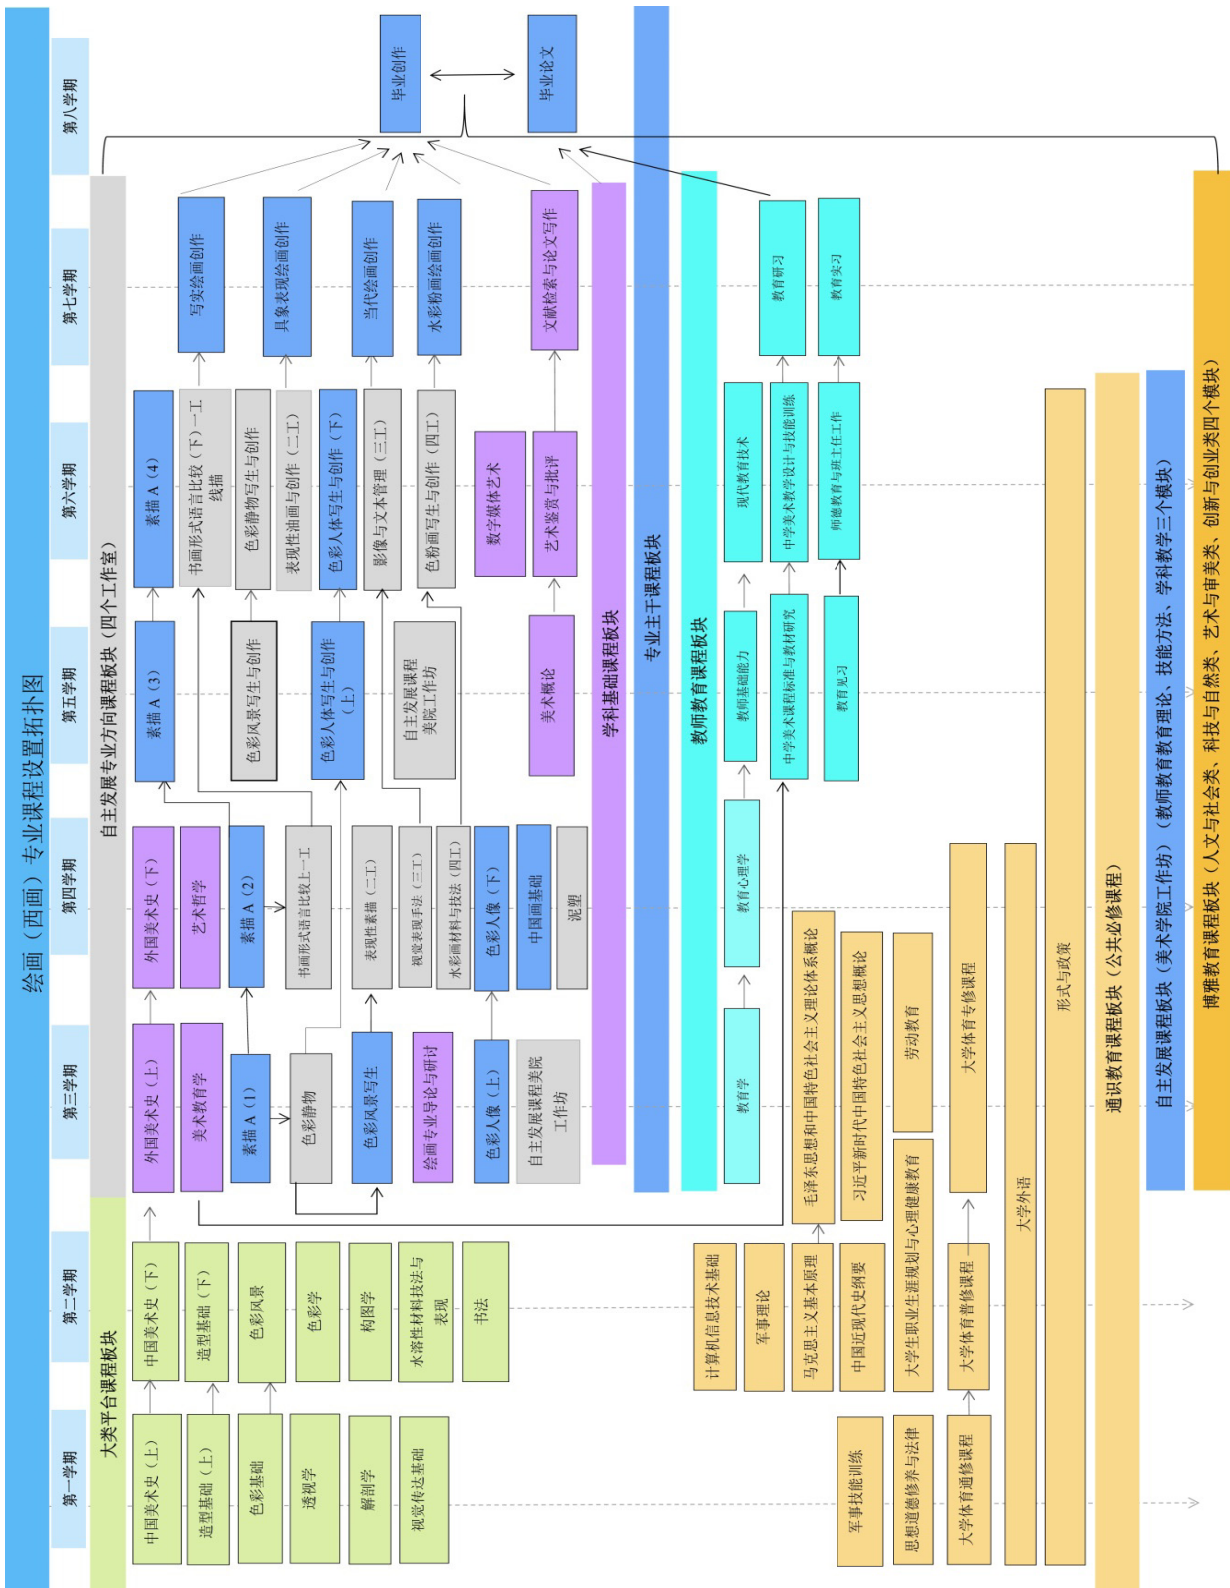 绘画（西画）专业课程设置拓扑图
第一学期
第二学期
第三学期
第四学期
第五学期
第六学期
第七学期
第八学期
大类平台课程板块
自主发展专业方向课程板块（四个工作室）
中国美术史（上）
中国美术史（下）
外国美术史（上）
外国美术史（下）
素描 A（3）
素描 A（4）
写实绘画创作
毕业创作
造型基础（上）
造型基础（下）
美术教育学
艺术哲学
书画形式语言比较（下）一工
线描
色彩基础
色彩风景
素描 A（1）
素描 A（2）
色彩风景写生与创作
色彩静物写生与创作
具象表现绘画创作
透视学
色彩学
色彩静物
书画形式语言比较上一工
色彩人体写生与创作
（上）
表现性油画与创作（二工）
色彩人体写生与创作（下）
当代绘画创作
解剖学
构图学
色彩风景写生
表现性素描（二工）
影像与文本管理（三工）
视觉传达基础
水溶性材料技法与
表现
绘画专业导论与研讨
视觉表现手法（三工）
自主发展课程
美院工作坊
色粉画写生与创作（四工）
水彩粉画绘画创作
水彩画材料与技法（四工）
书法
色彩人像（上）
色彩人像（下）
数字媒体艺术
自主发展课程美院
工作坊
中国画基础
美术概论
艺术鉴赏与批评
文献检索与论文写作
毕业论文
泥塑
学科基础课程板块
专业主干课程板块
教师教育课程板块
计算机信息技术基础
教育学
教育心理学
教师基础能力
现代教育技术
军事理论
中学美术课程标准与教材研究
中学美术教学设计与技能训练
教育研习
马克思主义基本原理
毛泽东思想和中国特色社会主义理论体系概论
教育见习
师德教育与班主任工作
教育实习
军事技能训练
中国近现代史纲要
习近平新时代中国特色社会主义思想概论
思想道德修养与法律
大学生职业生涯规划与心理健康教育
劳动教育
大学体育通修课程
大学体育普修课程
大学体育专修课程
大学外语
形式与政策
通识教育课程板块（公共必修课程）
自主发展课程板块（美术学院工作坊）（教师教育教育理论、技能方法、学科教学三个模块）
博雅教育课程板块（人文与社会类、科技与自然类、艺术与审美类、创新与创业类四个模块）